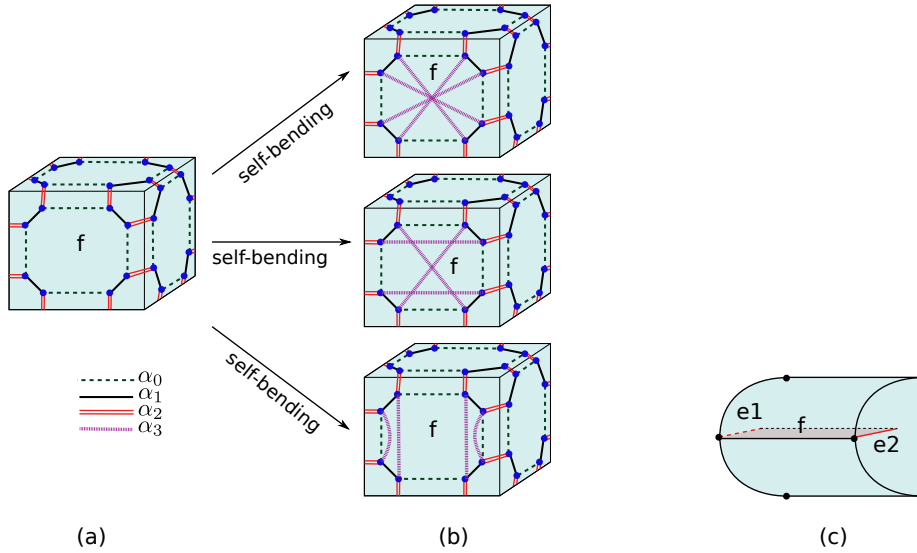 f
self-bending
f
self-bending
f
self-bending
f
α0
α1
α2
α3
e1
f
e2
(a)
(b)
(c)